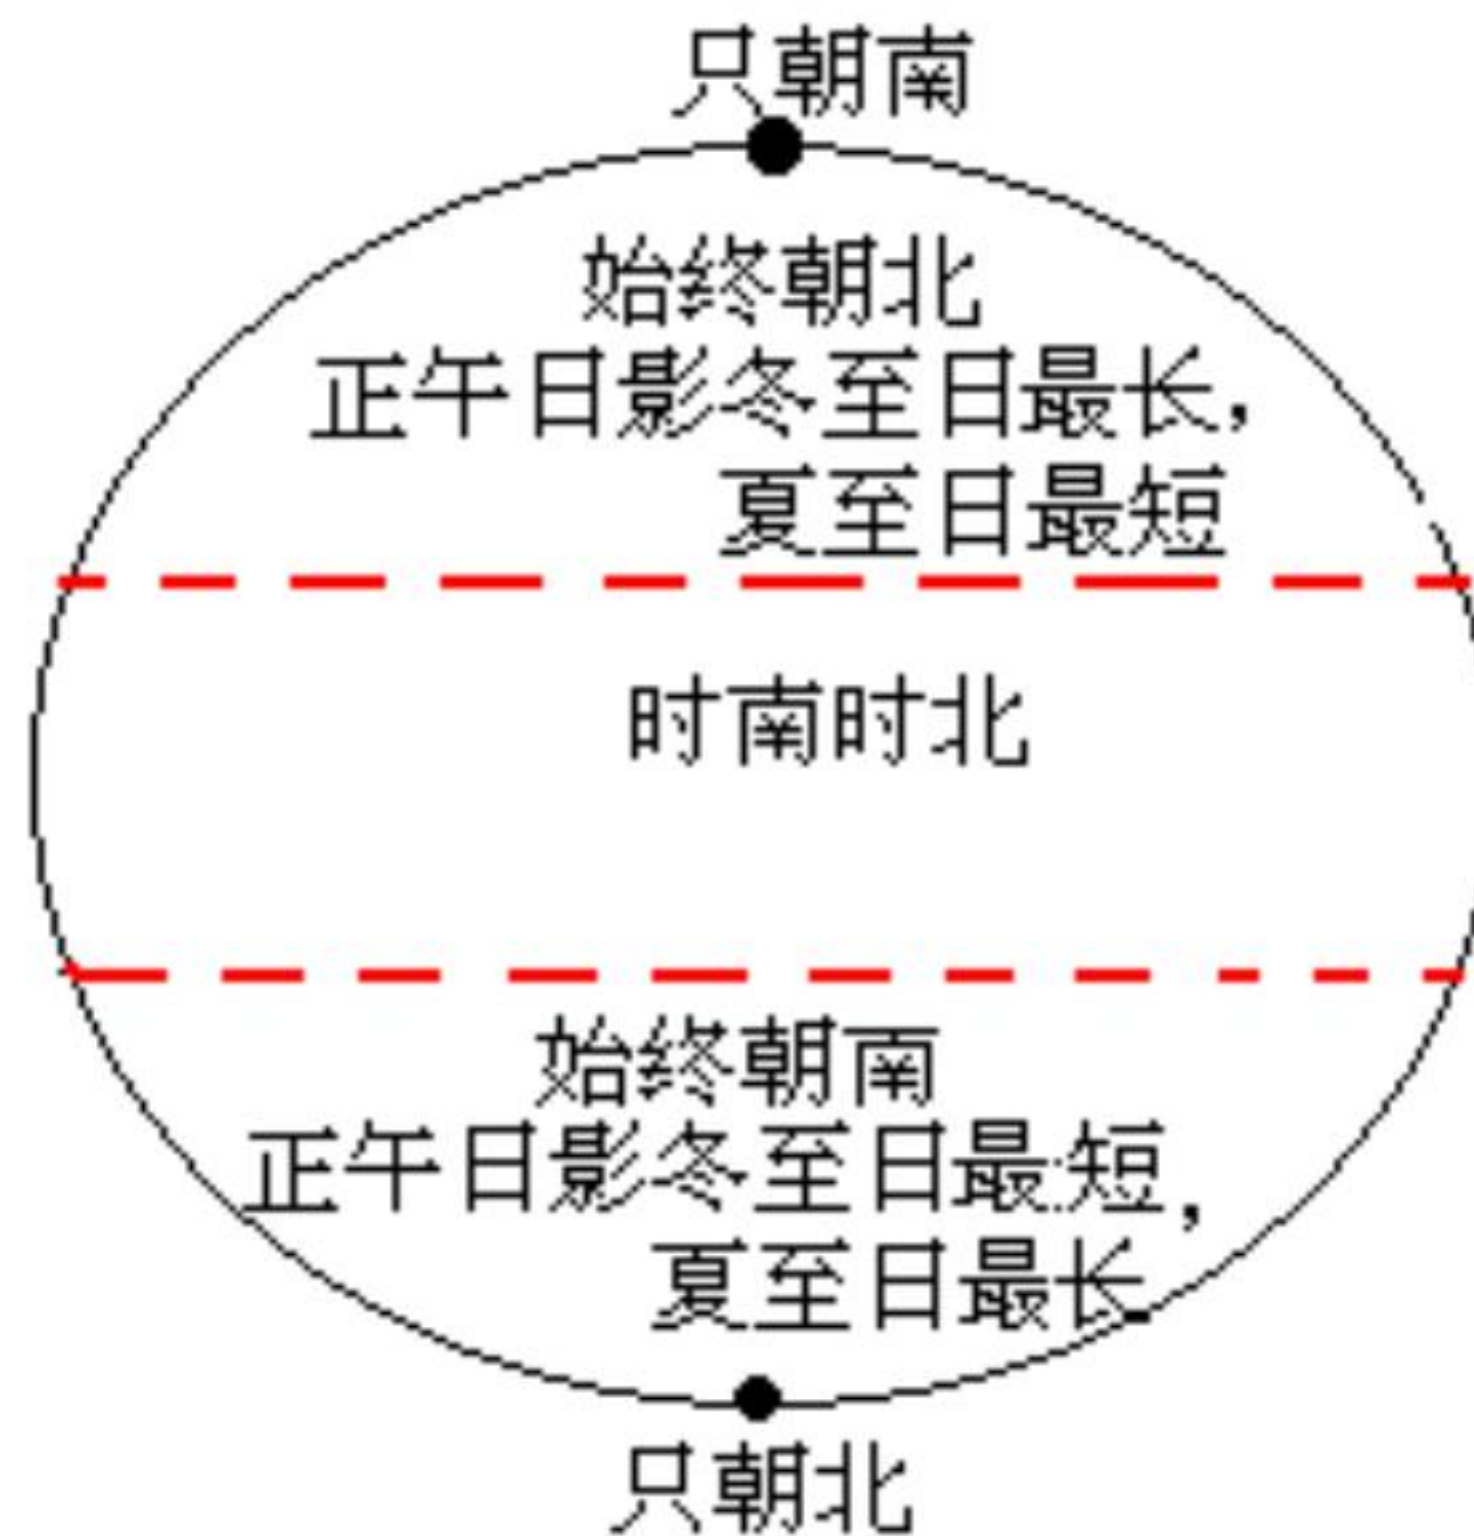 只朝南
始终朝北
正午日影冬至日最长，
夏至日最短
时南时北
始终朝南
正午日影冬至日最短，
夏至日最长
只朝北